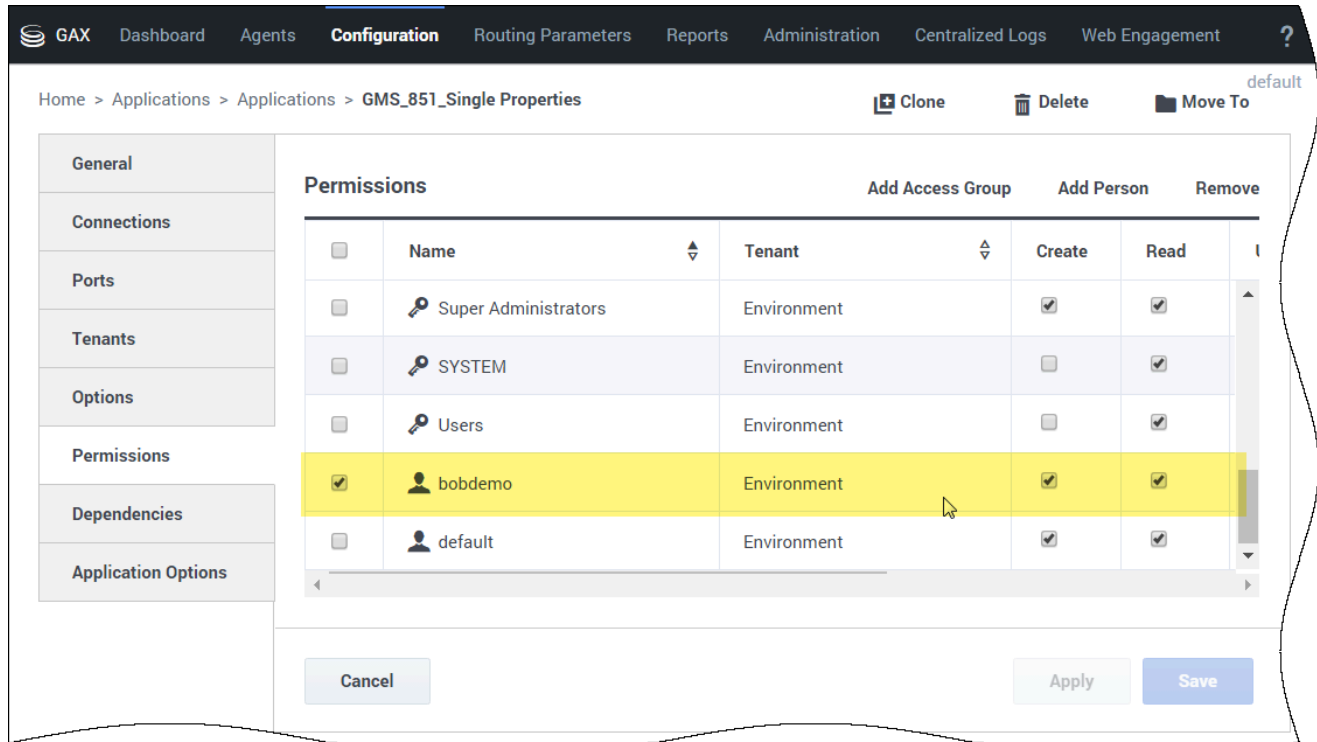 GAX Dashboard Agents Configuration Routing Parameters Reports Administration Centralized Logs Web Engagement ?
default
Home > Applications > Applications > GMS_851_Single Properties Clone Delete Move To
General
Connections
Ports
Tenants
Options
Permissions
Dependencies
Application Options
Permissions Add Access Group Add Person Remove
Name Tenant Create Read
Super Administrators Environment
SYSTEM Environment
Users Environment
bobdemo Environment
default Environment
Cancel Apply Save